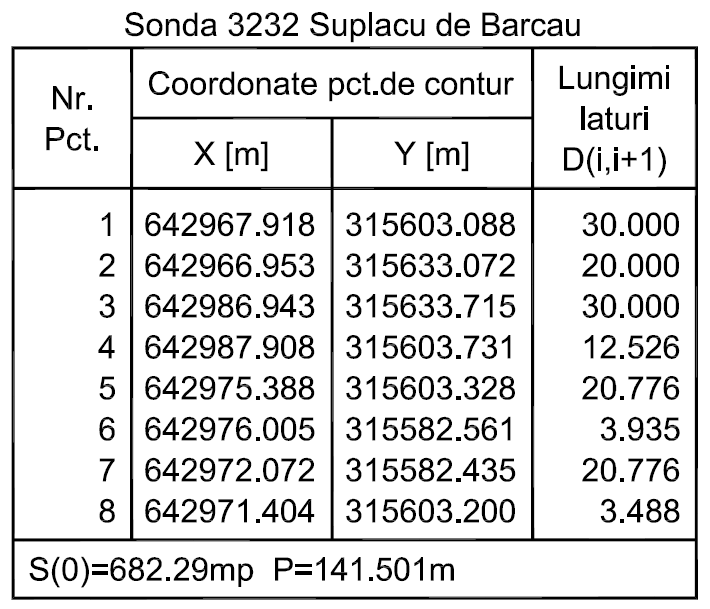 Sonda 3232 Suplacu de Barcau
Nr. Pct. Coordonate pct.de contur Lungimi laturi D(i,i+1)
X [m] Y [m]
1 642967.918 315603.088 30.000
2 642966.953 315633.072 20.000
3 642986.943 315633.715 30.000
4 642987.908 315603.731 12.526
5 642975.388 315603.328 20.776
6 642976.005 315582.561 3.935
7 642972.072 315582.435 20.776
8 642971.404 315603.200 3.488
S(0)=682.29mp P=141.501m